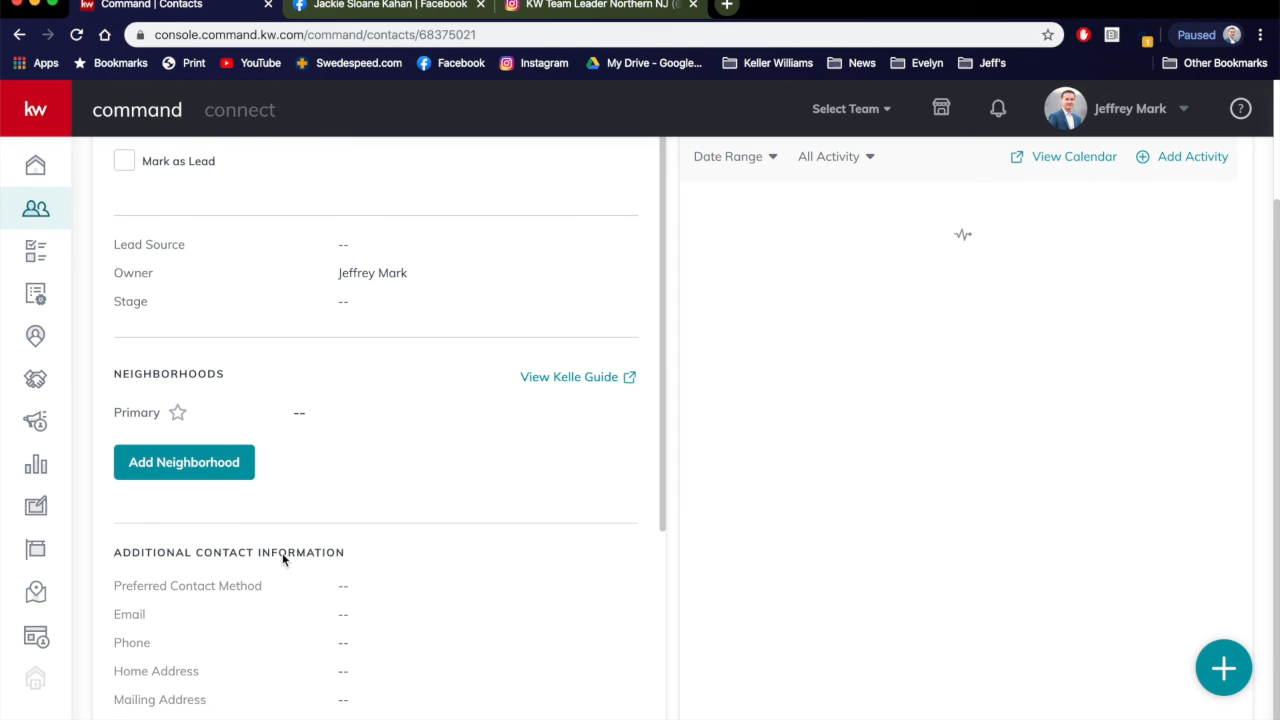 kw Command | Contacts × Jackie Sloane Kahan | Facebook × KW Team Leader Northern NJ ( × +
console.command.kw.com/command/contacts/68375021 Paused
Apps Bookmarks Print YouTube Swedespeed.com Facebook Instagram My Drive - Google... Keller Williams News Evelyn Jeff's Other Bookmarks
kw command connect Select Team Jeffrey Mark ?
Mark as Lead
Date Range All Activity View Calendar Add Activity
Lead Source --
Owner Jeffrey Mark
Stage --
NEIGHBORHOODS View Kelle Guide
Primary --
Add Neighborhood
ADDITIONAL CONTACT INFORMATION
Preferred Contact Method --
Email --
Phone --
Home Address --
Mailing Address --